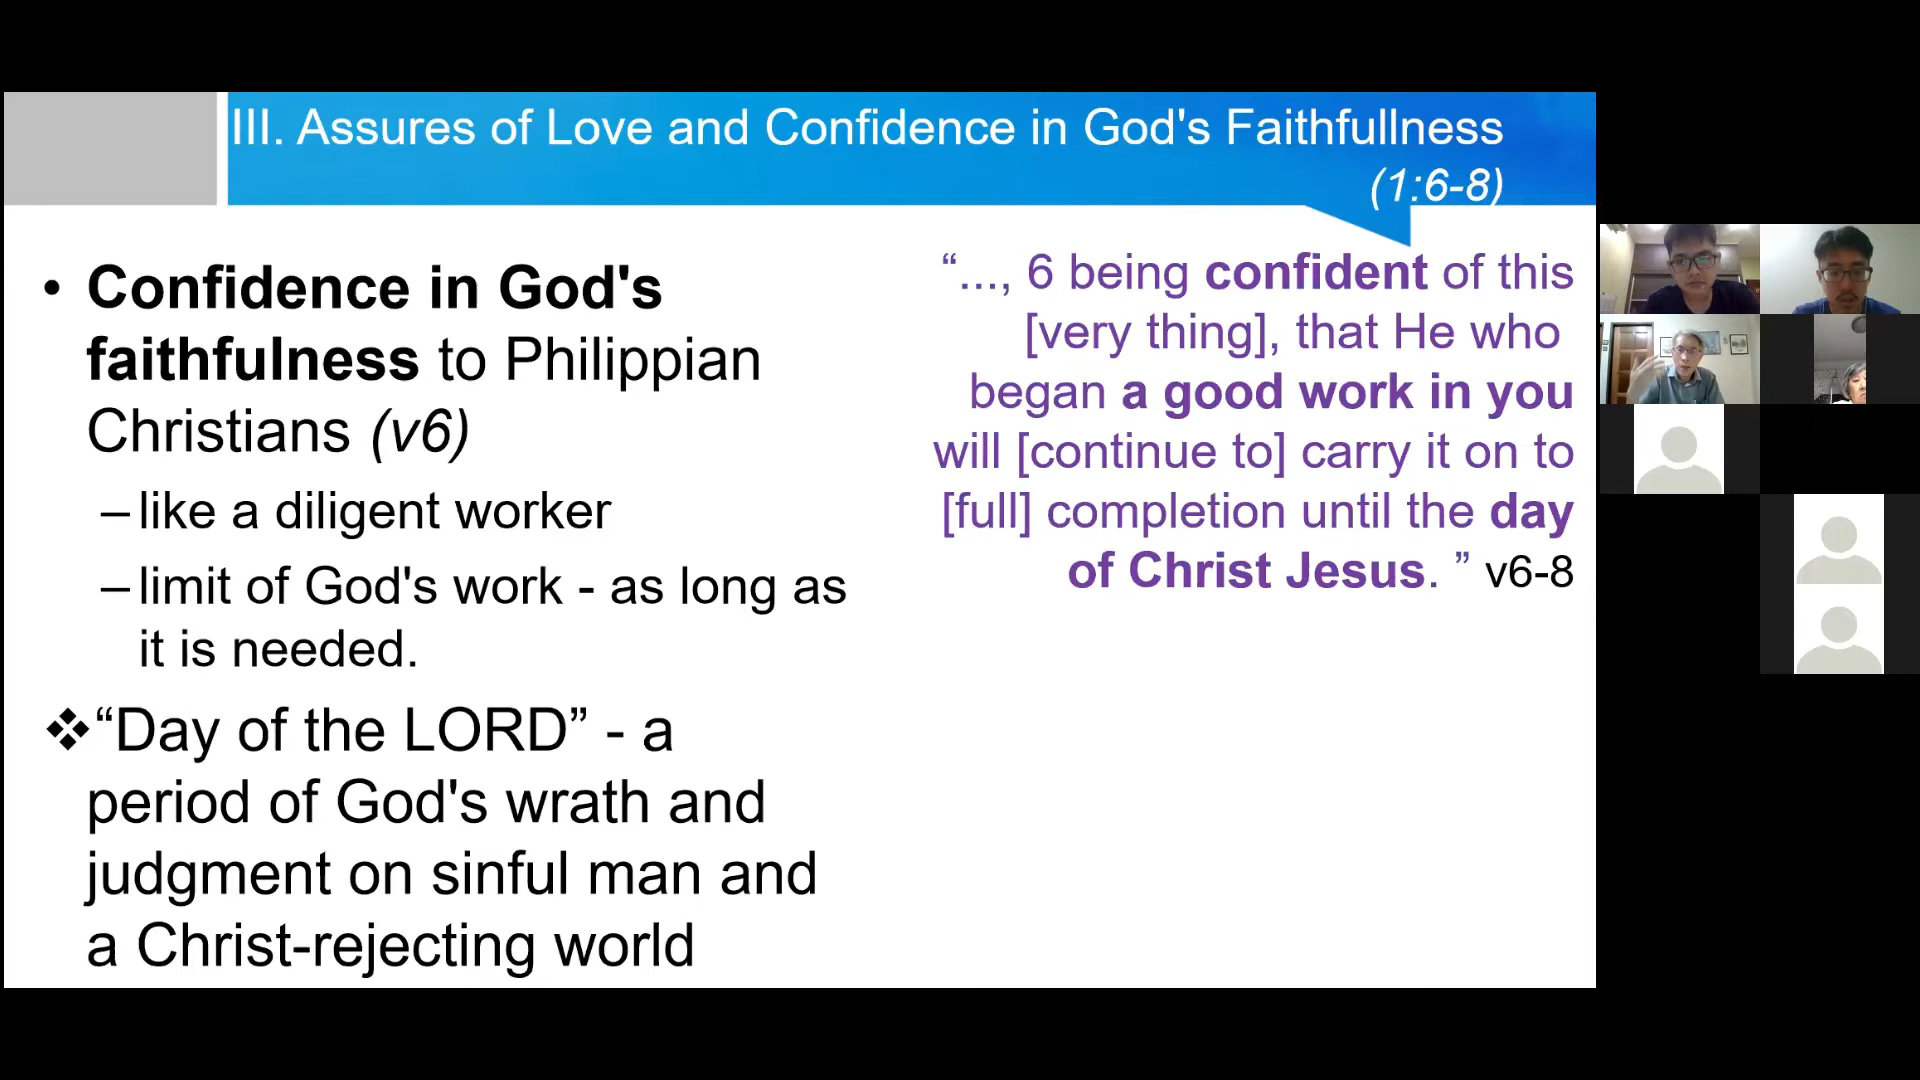 III. Assures of Love and Confidence in God's Faithfullness
(1:6-8)
• Confidence in God's
faithfulness to Philippian
Christians (v6)
–like a diligent worker
–limit of God's work - as long as
it is needed.
❖“Day of the LORD” - a
period of God's wrath and
judgment on sinful man and
a Christ-rejecting world
“..., 6 being confident of this
[very thing], that He who
began a good work in you
will [continue to] carry it on to
[full] completion until the day
of Christ Jesus. ” v6-8